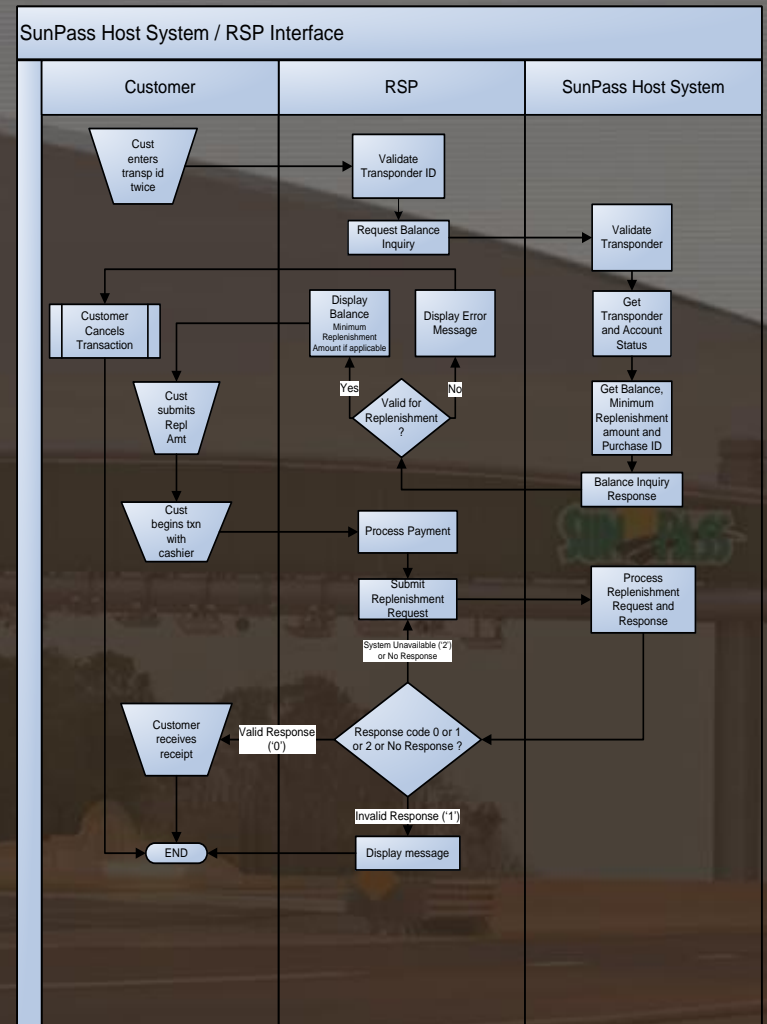 SunPass Host System / RSP Interface
Customer
RSP
SunPass Host System
Cust
enters
transp id
twice
Validate
Transponder ID
Request Balance
Inquiry
Validate
Transponder
Customer
Cancels
Transaction
Display
Balance
Minimum
Replenishment
Amount if applicable
Display Error
Message
Get
Transponder
and Account
Status
Yes
No
Cust
submits
Repl
Amt
Valid for
Replenishment
?
Get Balance,
Minimum
Replenishment
amount and
Purchase ID
Balance Inquiry
Response
Cust
begins txn
with
cashier
Process Payment
SUN PASS
Submit
Replenishment
Request
Process
Replenishment
Request and
Response
System Unavailable (‘2’)
or No Response
Customer
receives
receipt
Valid Response
(‘0’)
Response code 0 or 1
or 2 or No Response ?
Invalid Response (‘1’)
END
Display message